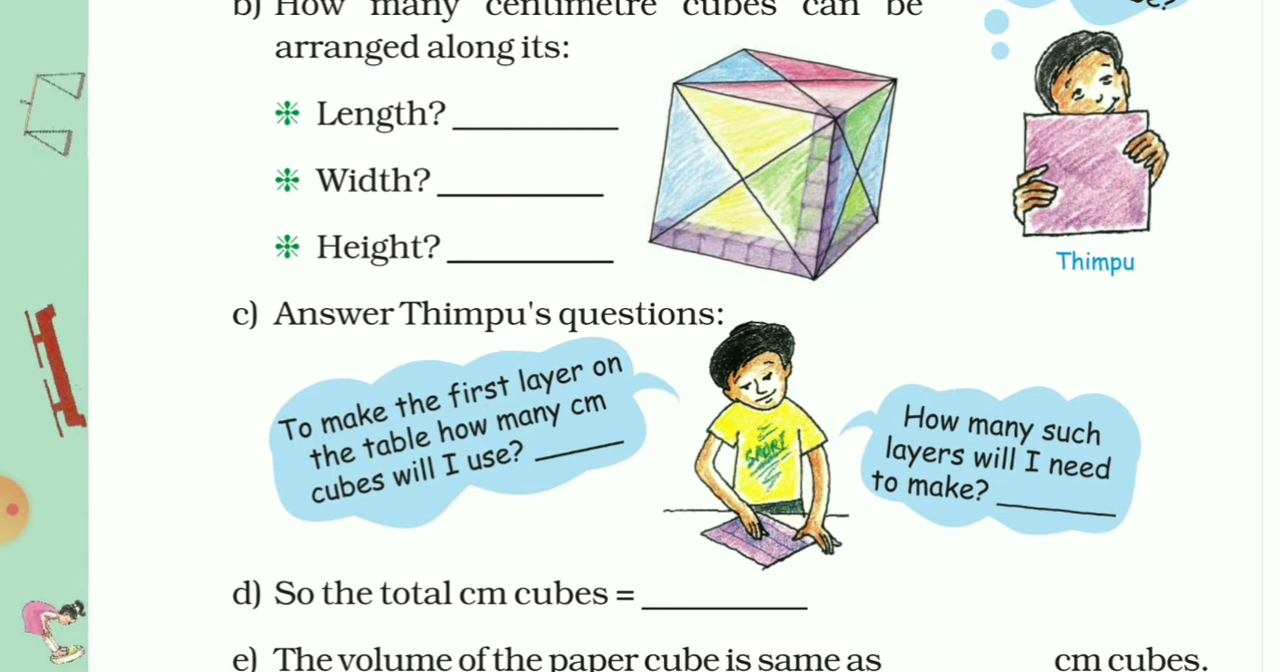 b) How many centimetre cubes can be
arranged along its:
Length?
Width?
Height?
Thimpu
c) Answer Thimpu's questions:
To make the first layer on
the table how many cm
cubes will I use?
How many such
layers will I need
to make?
SPORT
d) So the total cm cubes =
e) The volume of the paper cube is same as cm cubes.